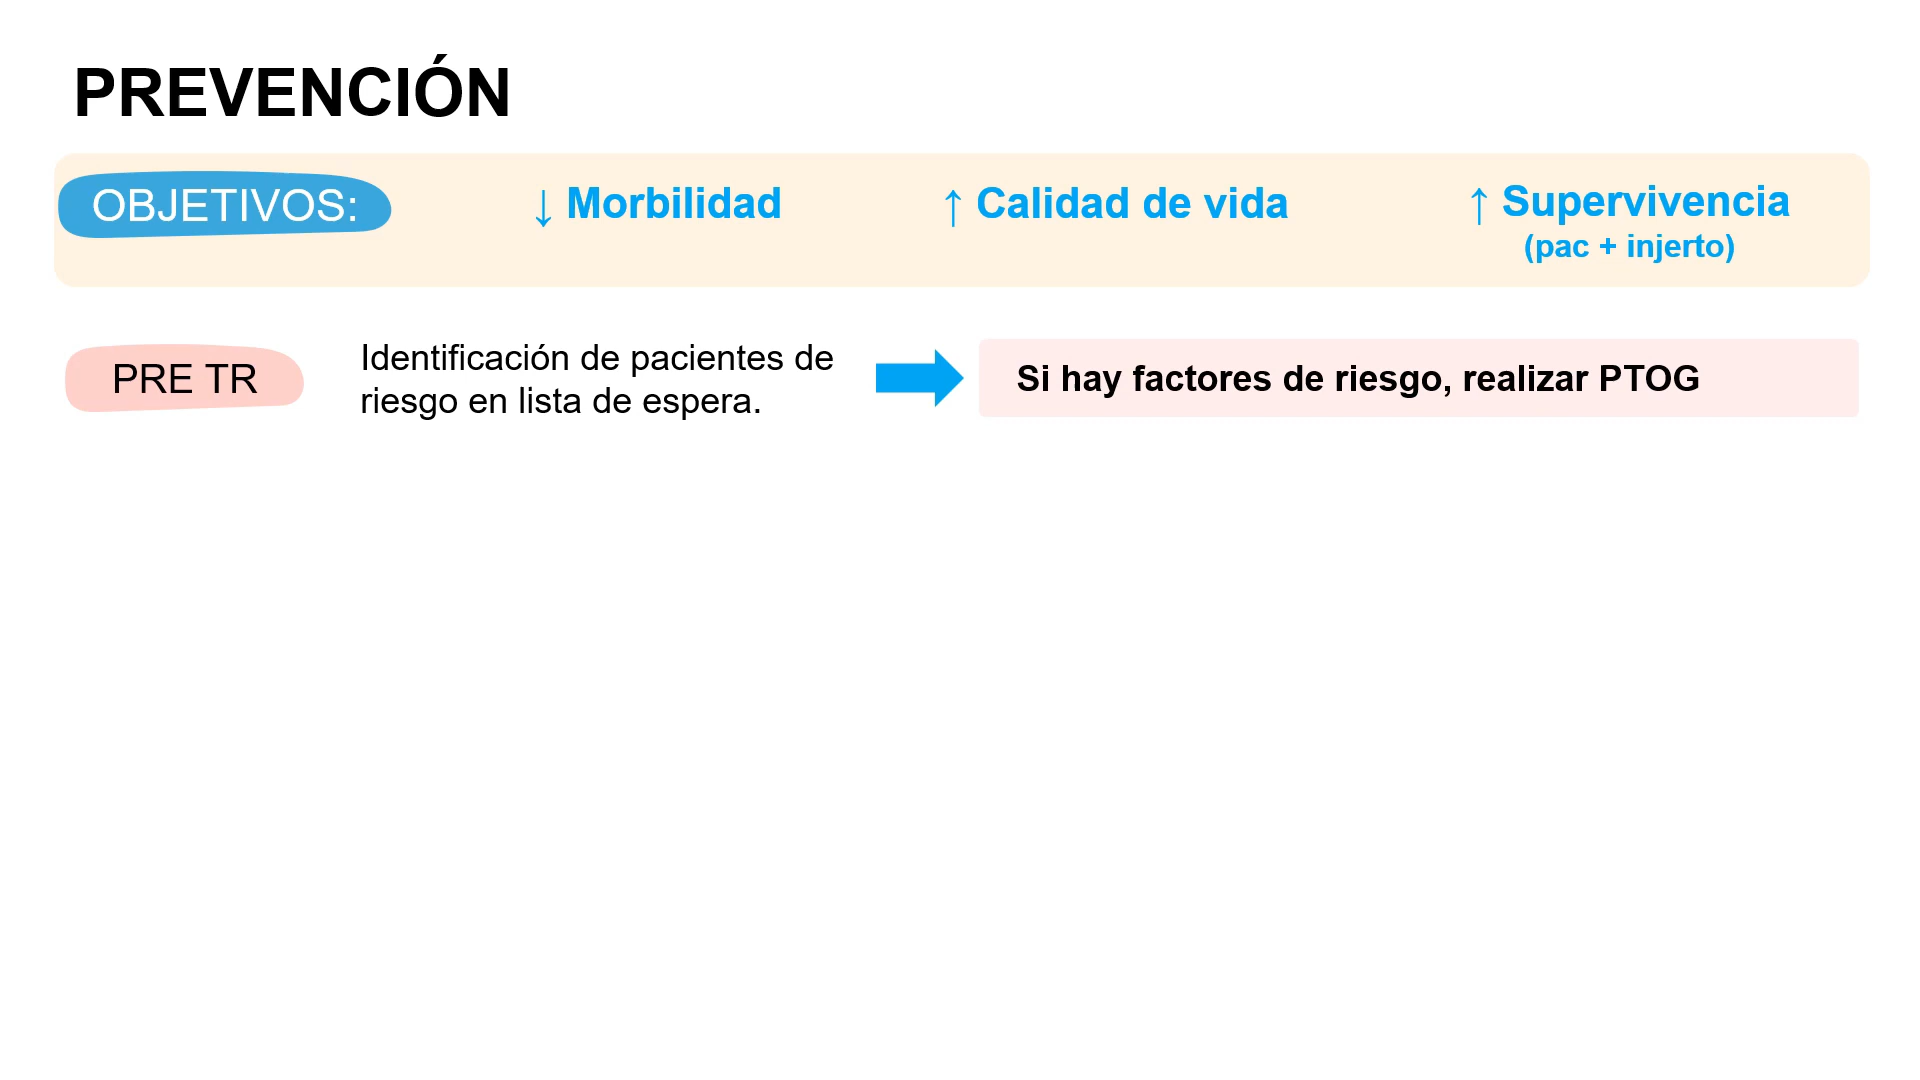 PREVENCIÓN
OBJETIVOS:
↓ Morbilidad
↑ Calidad de vida
↑ Supervivencia
(pac + injerto)
PRE TR
Identificación de pacientes de
riesgo en lista de espera.
Si hay factores de riesgo, realizar PTOG